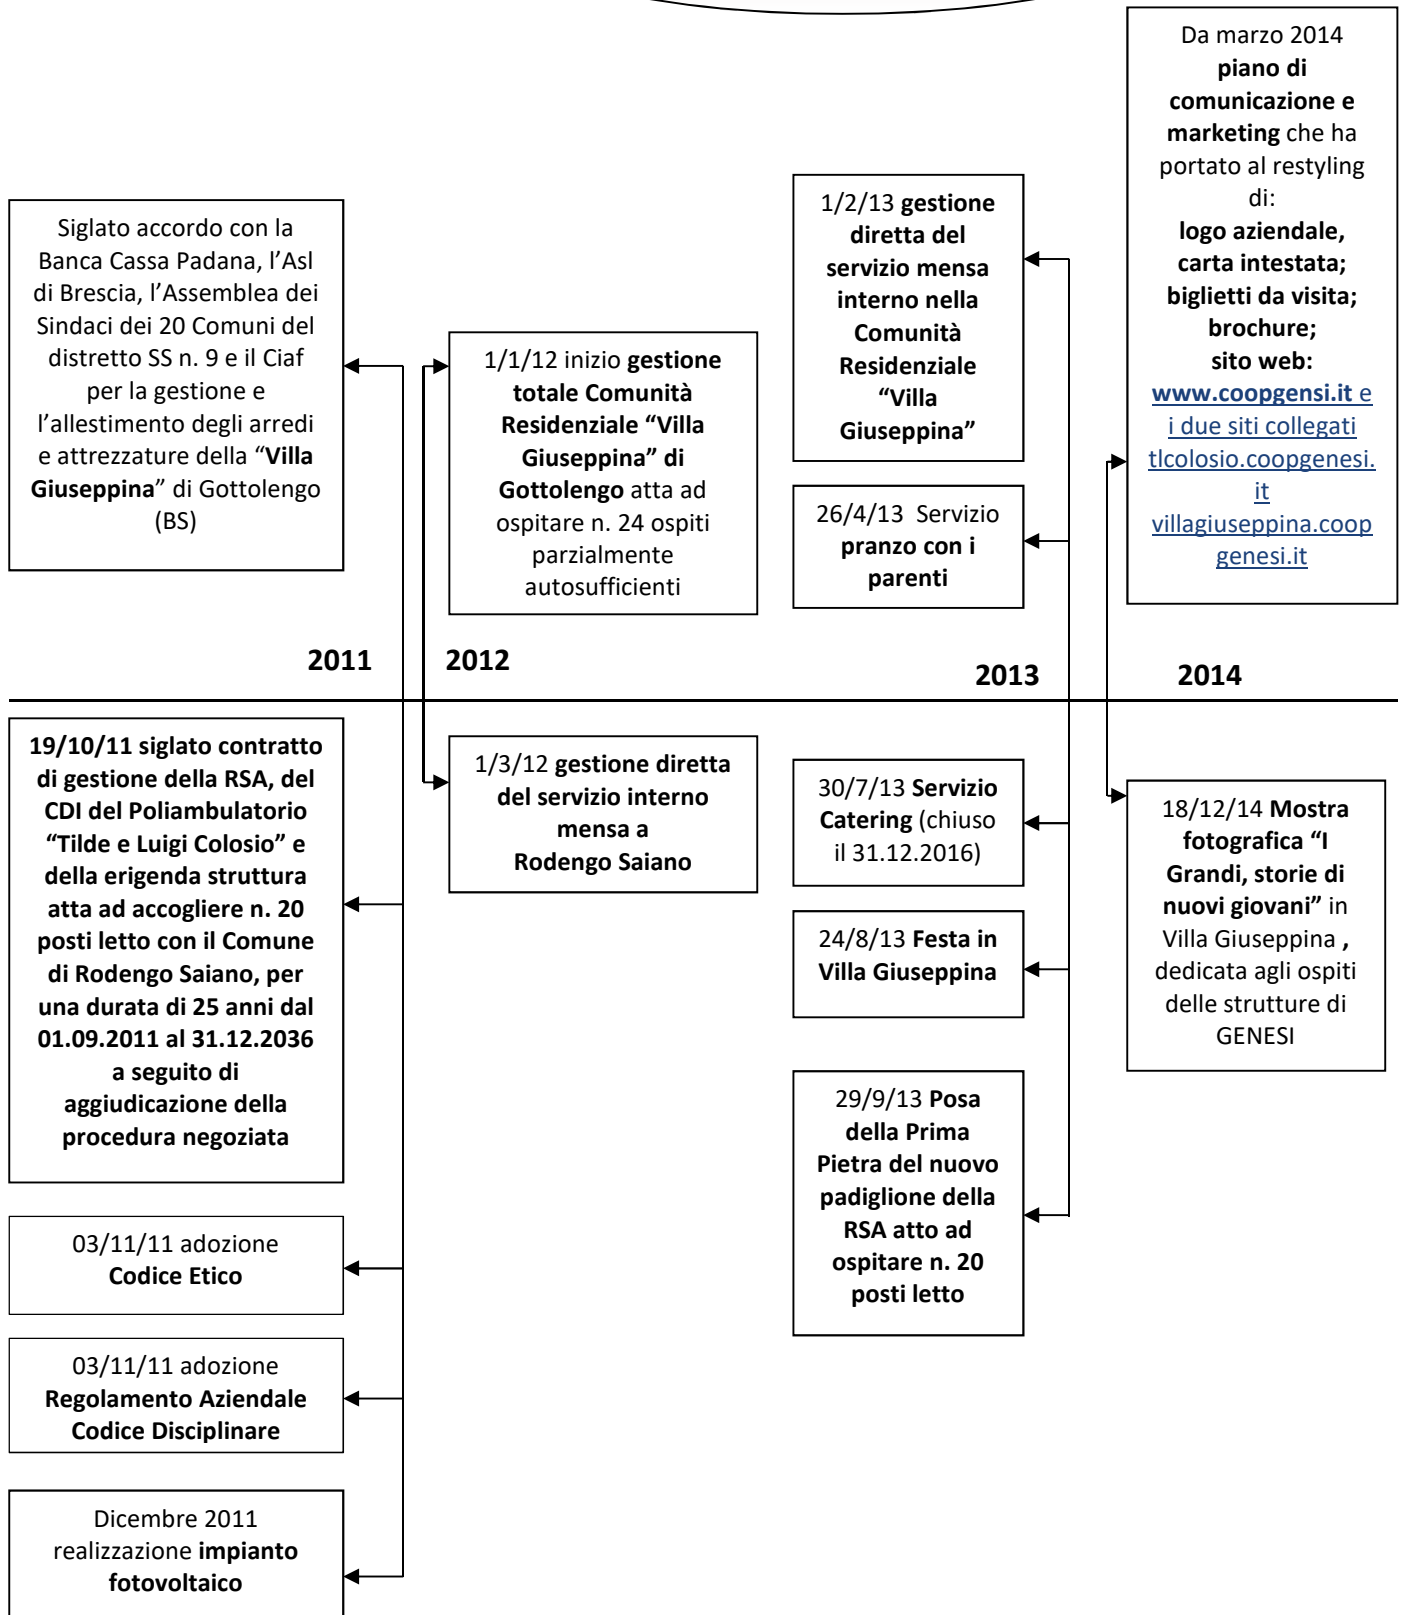 Siglato accordo con la
Banca Cassa Padana, l’Asl
di Brescia, l’Assemblea dei
Sindaci dei 20 Comuni del
distretto SS n. 9 e il Ciaf
per la gestione e
l’allestimento degli arredi
e attrezzature della “Villa
Giuseppina” di Gottolengo
(BS)
1/1/12 inizio gestione
totale Comunità
Residenziale “Villa
Giuseppina” di
Gottolengo atta ad
ospitare n. 24 ospiti
parzialmente
autosufficienti
1/2/13 gestione
diretta del
servizio mensa
interno nella
Comunità
Residenziale
“Villa
Giuseppina”
26/4/13 Servizio
pranzo con i
parenti
Da marzo 2014
piano di
comunicazione e
marketing che ha
portato al restyling
di:
logo aziendale,
carta intestata;
biglietti da visita;
brochure;
sito web:
www.coopgensi.it e
i due siti collegati
tlcolosio.coopgenesi.
it
villagiuseppina.coop
genesi.it
2011
2012
2013
2014
19/10/11 siglato contratto
di gestione della RSA, del
CDI del Poliambulatorio
“Tilde e Luigi Colosio” e
della erigenda struttura
atta ad accogliere n. 20
posti letto con il Comune
di Rodengo Saiano, per
una durata di 25 anni dal
01.09.2011 al 31.12.2036
a seguito di
aggiudicazione della
procedura negoziata
03/11/11 adozione
Codice Etico
03/11/11 adozione
Regolamento Aziendale
Codice Disciplinare
Dicembre 2011
realizzazione impianto
fotovoltaico
1/3/12 gestione diretta
del servizio interno
mensa a
Rodengo Saiano
30/7/13 Servizio
Catering (chiuso
il 31.12.2016)
24/8/13 Festa in
Villa Giuseppina
29/9/13 Posa
della Prima
Pietra del nuovo
padiglione della
RSA atto ad
ospitare n. 20
posti letto
18/12/14 Mostra
fotografica “I
Grandi, storie di
nuovi giovani” in
Villa Giuseppina ,
dedicata agli ospiti
delle strutture di
GENESI